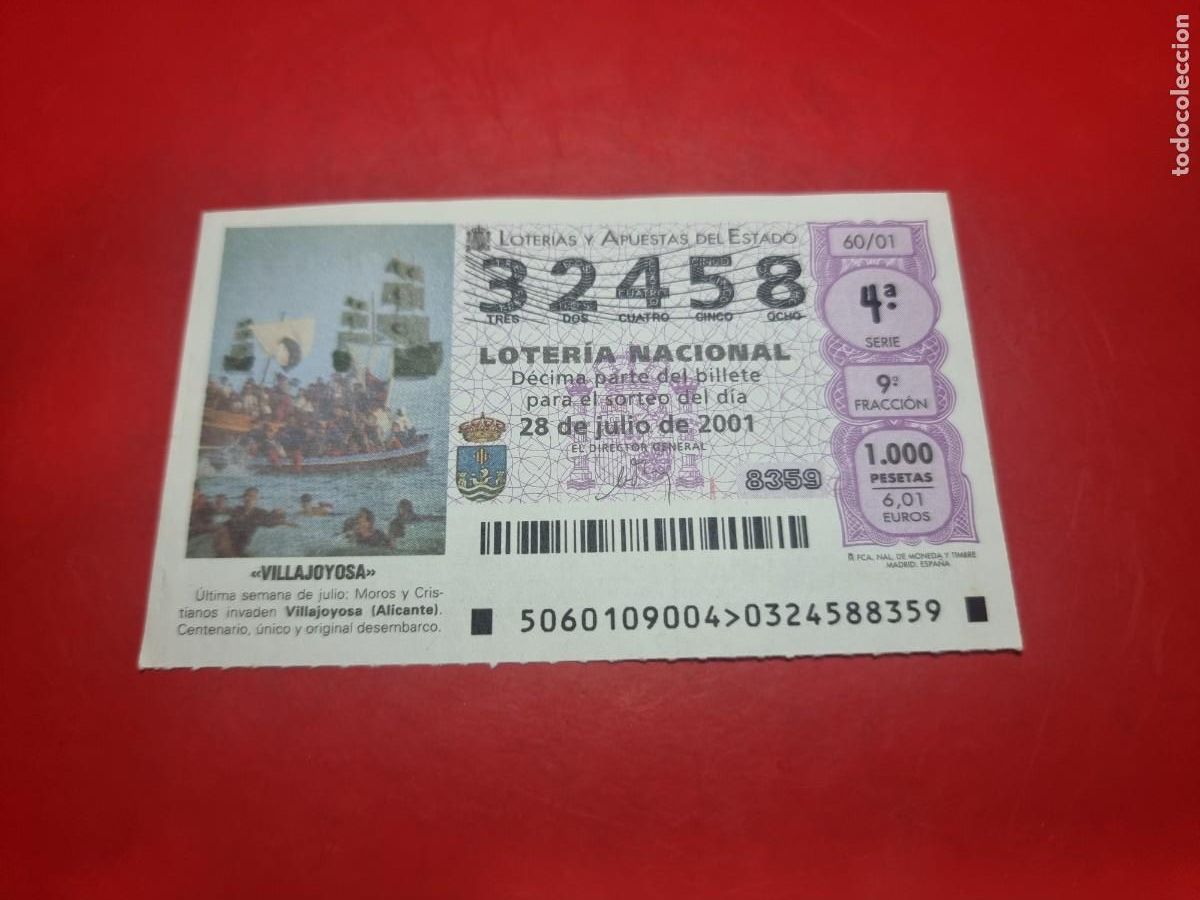 todocoleccion
LOTERÍAS Y APUESTAS DEL ESTADO
60/01
32458
TRES DOS CUATRO CINCO OCHO
4ª
SERIE
LOTERÍA NACIONAL
Décima parte del billete
para el sorteo del día
28 de julio de 2001
EL DIRECTOR GENERAL
8359
9ª
FRACCIÓN
1.000
PESETAS
6,01
EUROS
FCA. NAL. DE MONEDA Y TIMBRE
MADRID. ESPAÑA
«VILLAJOYOSA»
Última semana de julio: Moros y Cris-
tianos invaden Villajoyosa (Alicante).
Centenario, único y original desembarco.
5060109004>0324588359